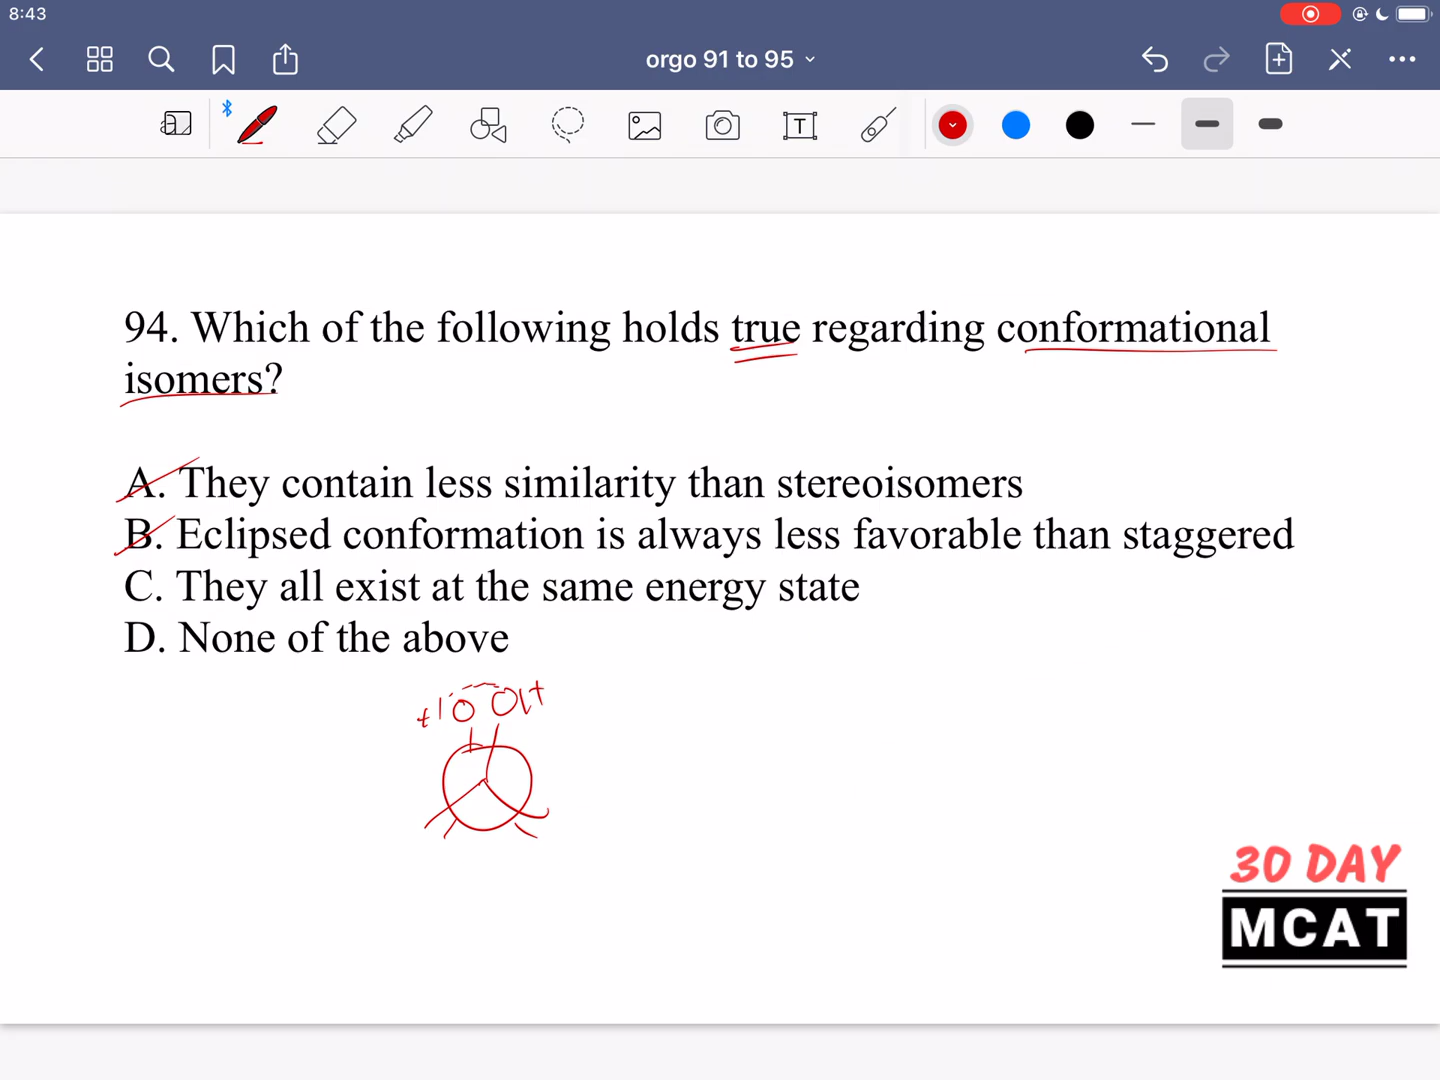 8:43
orgo 91 to 95
T
94. Which of the following holds true regarding conformational
isomers?
A. They contain less similarity than stereoisomers
B. Eclipsed conformation is always less favorable than staggered
C. They all exist at the same energy state
D. None of the above
HO OH
30 DAY
MCAT